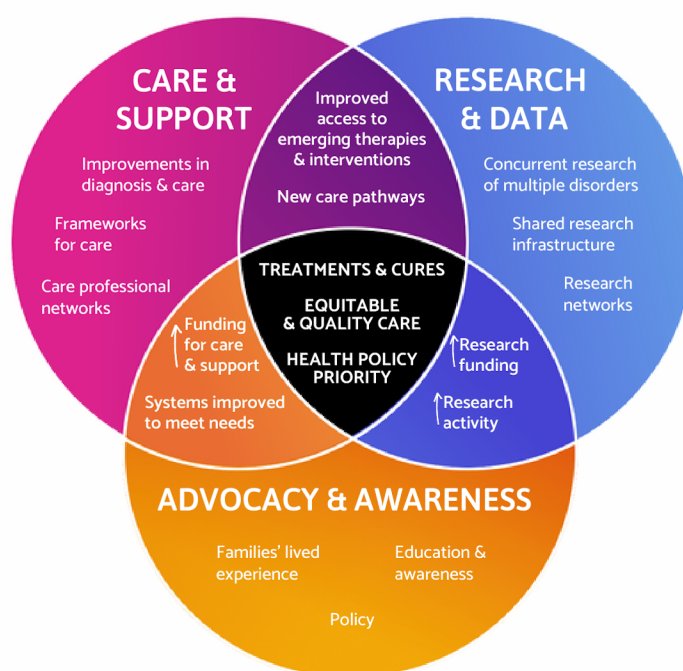 CARE &
SUPPORT
Improvements in
diagnosis & care
Frameworks
for care
Care professional
networks
Improved
access to
emerging therapies
& interventions
New care pathways
RESEARCH
& DATA
Concurrent research
of multiple disorders
Shared research
infrastructure
Research
networks
TREATMENTS & CURES
EQUITABLE
& QUALITY CARE
HEALTH POLICY
PRIORITY
Funding
for care
& support
Systems improved
to meet needs
Research
funding
Research
activity
ADVOCACY & AWARENESS
Families' lived
experience
Education &
awareness
Policy